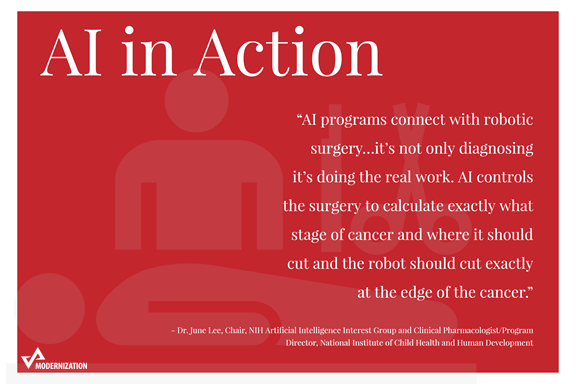 AI in Action
“AI programs connect with robotic
surgery...it’s not only diagnosing
it’s doing the real work. AI controls
the surgery to calculate exactly what
stage of cancer and where it should
cut and the robot should cut exactly
at the edge of the cancer.”
- Dr. June Lee, Chair, NIH Artificial Intelligence Interest Group and Clinical Pharmacologist/Program
Director, National Institute of Child Health and Human Development
MODERNIZATION